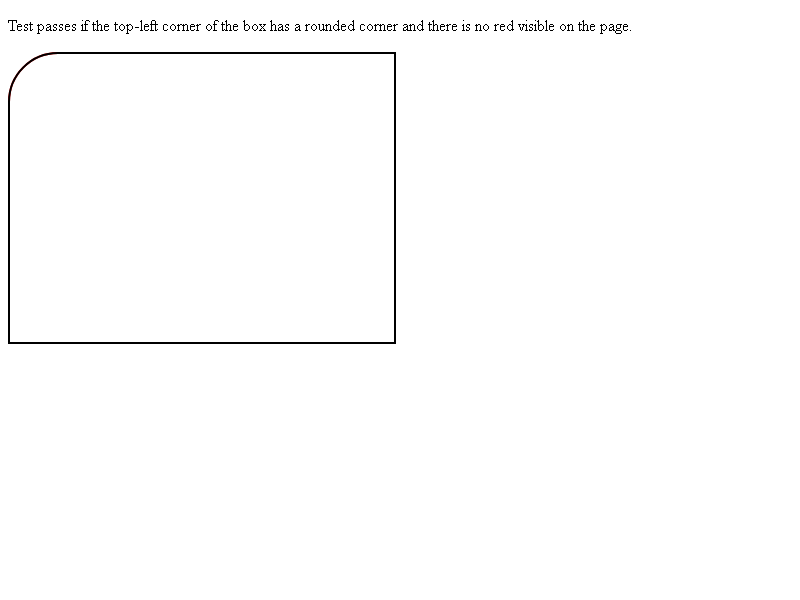 Test passes if the top-left corner of the box has a rounded corner and there is no red visible on the page.